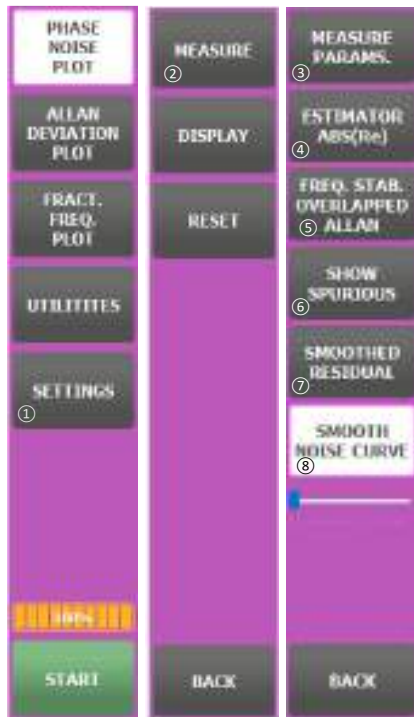 PHASE
NOISE
PLOT
ALLAN
DEVIATION
PLOT
FRACT.
FREQ.
PLOT
UTILITITES
SETTINGS
①
100%
START
MEASURE
②
DISPLAY
RESET
BACK
MEASURE
PARAMS.
③
ESTIMATOR
ABS(Re)
④
FREQ. STAB.
OVERLAPPED
⑤ ALLAN
SHOW
SPURIOUS
⑥
SMOOTHED
RESIDUAL
⑦
SMOOTH
NOISE CURVE
⑧
BACK